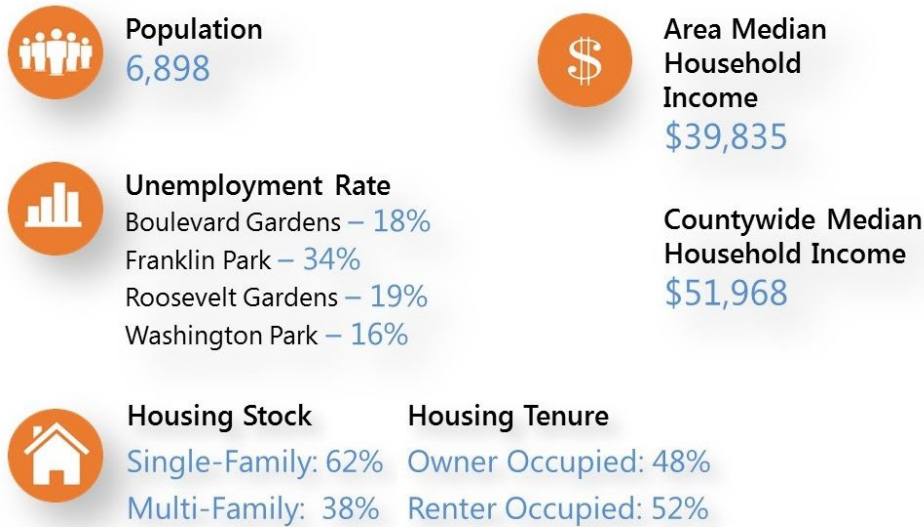 Population
6,898
Area Median
Household
Income
$39,835
Unemployment Rate
Boulevard Gardens – 18%
Franklin Park – 34%
Roosevelt Gardens – 19%
Washington Park – 16%
Countywide Median
Household Income
$51,968
Housing Stock
Single-Family: 62%
Multi-Family: 38%
Housing Tenure
Owner Occupied: 48%
Renter Occupied: 52%